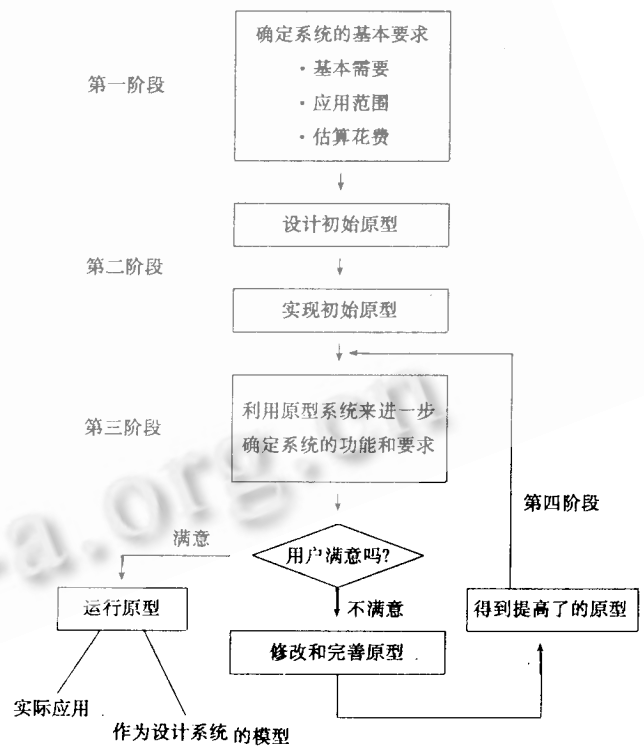 确定系统的基本要求
第一阶段
· 基本需要
· 应用范围
· 估算花费
设计初始原型
第二阶段
实现初始原型
利用原型系统来进一步
第三阶段
确定系统的功能和要求
第四阶段
满意
用户满意吗?
运行原型
不满意
得到提高了的原型
修改和完善原型
实际应用
作为设计系统的模型
a.org.cn